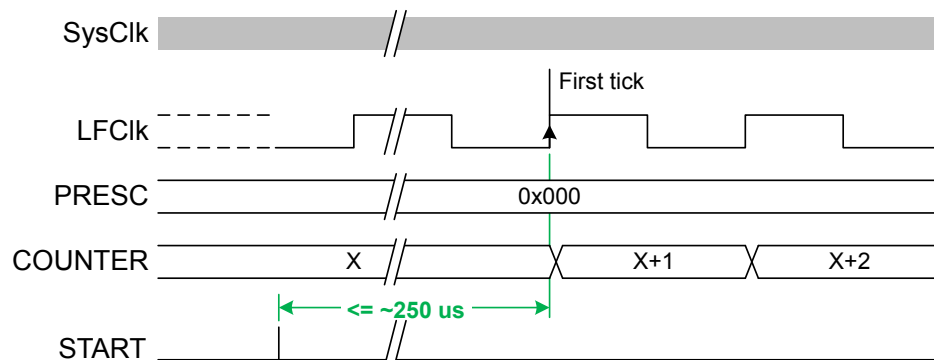 SysClk
First tick
LFClk
PRESC
0x000
COUNTER
X
X+1
X+2
<= ~250 us
START